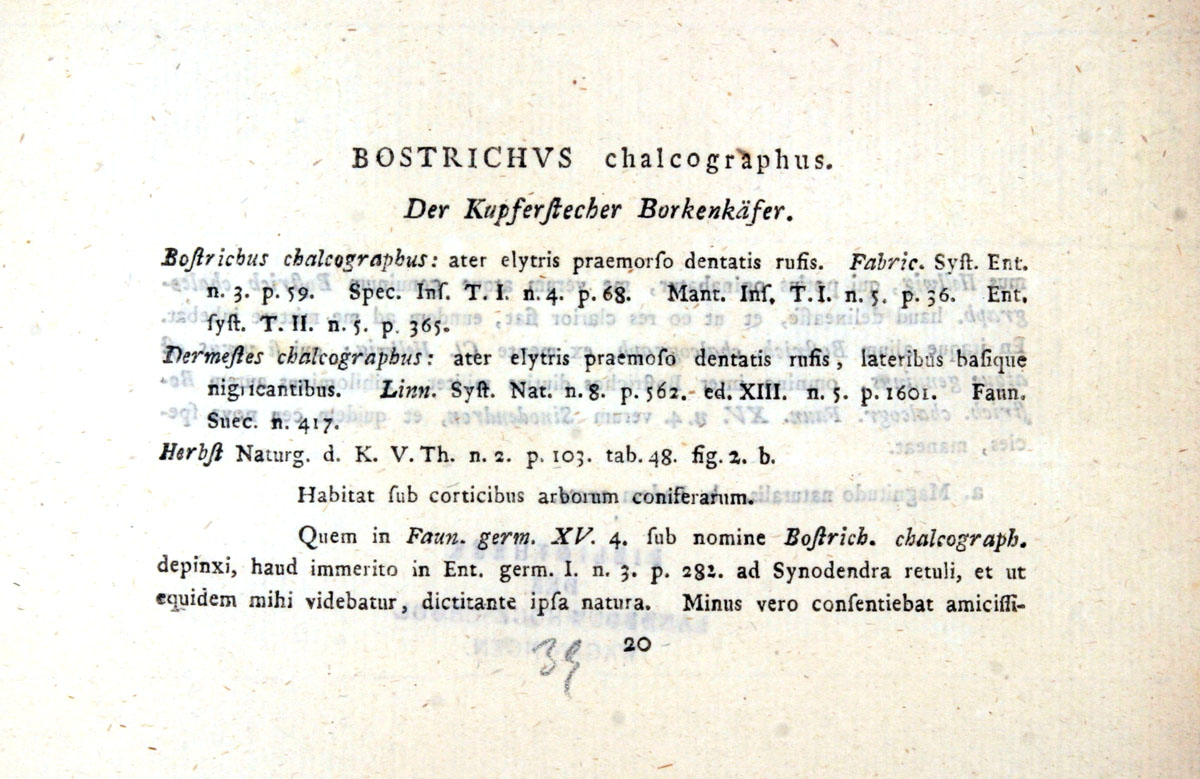 BOSTRICHVS chalcographus.
Der Kupferſtecher Borkenkäfer.
Boſtrichus chalcographus: ater elytris praemorſo dentatis rufis. Fabric. Syſt. Ent.
n. 3. p. 59. Spec. Inſ. T. I. n. 4. p. 68. Mant. Inſ. T. I. n. 5. p. 36. Ent.
ſyſt. T. II. n. 5. p. 365.
Dermeſtes chalcographus: ater elytris praemoſo dentatis rufis, lateribus baſique
nigricantibus. Linn. Syſt. Nat. n. 8. p. 562. ed. XIII. n. 5. p. 1601. Faun.
Suec. n. 417.
Herbſt Naturg. d. K. V. Th. n. 2. p. 103. tab. 48. fig. 2. b.
Habitat ſub corticibus arborum coniferarum.
Quem in Faun. germ. XV. 4. ſub nomine Boſtrich. chalcograph.
depinxi, haud immerito in Ent. germ. I. n. 3. p. 282. ad Synodendra retuli, et ut
equidem mihi videbatur, dictitante ipſa natura. Minus vero conſentiebat amiciſſi-
20